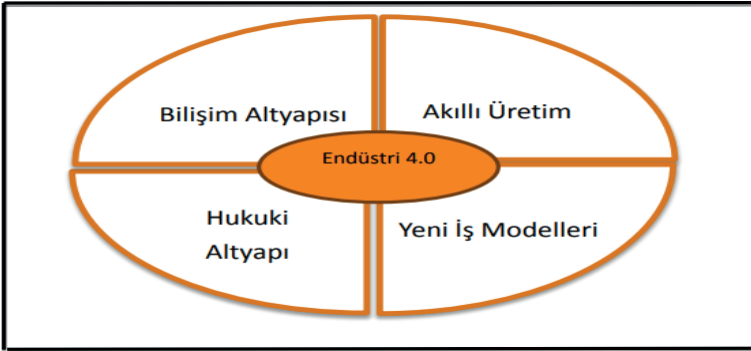 Bilişim Altyapısı
Akıllı Üretim
Endüstri 4.0
Hukuki
Altyapı
Yeni İş Modelleri